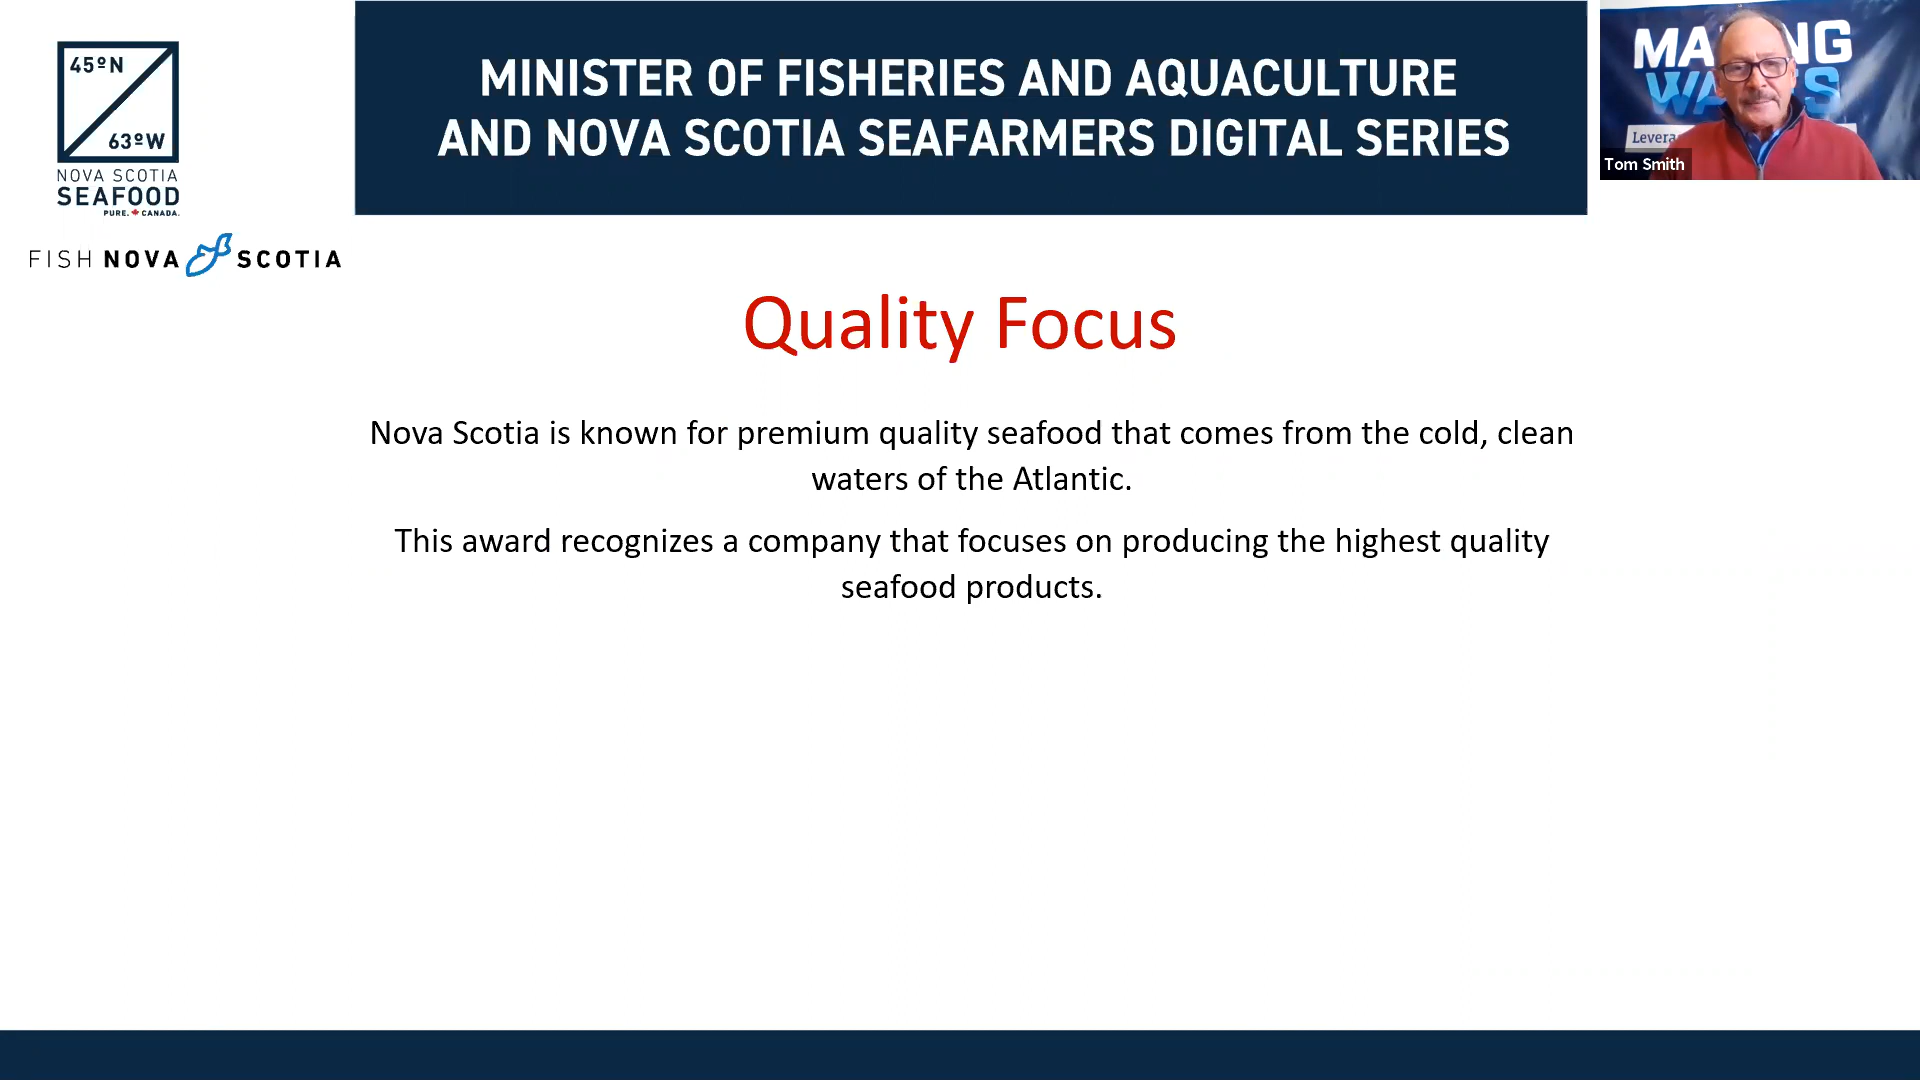 45ºN
63ºW
NOVA SCOTIA
SEAFOOD
PURE. CANADA.
FISH NOVA SCOTIA
MINISTER OF FISHERIES AND AQUACULTURE
AND NOVA SCOTIA SEAFARMERS DIGITAL SERIES
Tom Smith
Quality Focus
Nova Scotia is known for premium quality seafood that comes from the cold, clean
waters of the Atlantic.
This award recognizes a company that focuses on producing the highest quality
seafood products.